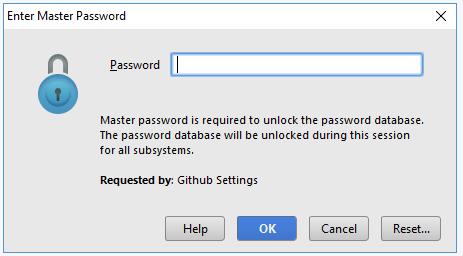 Enter Master Password
Password
Master password is required to unlock the password database.
The password database will be unlocked during this session
for all subsystems.
Requested by: Github Settings
Help OK Cancel Reset...